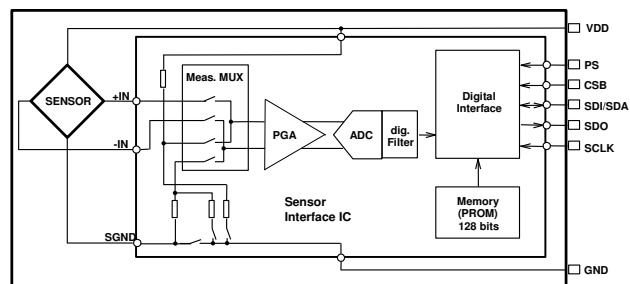 VDD
PS
CSB
SDI/SDA
SDO
SCLK
GND
SENSOR
+IN
-IN
SGND
Meas. MUX
PGA
ADC
dig.
Filter
Digital
Interface
Memory
(PROM)
128 bits
Sensor
Interface IC